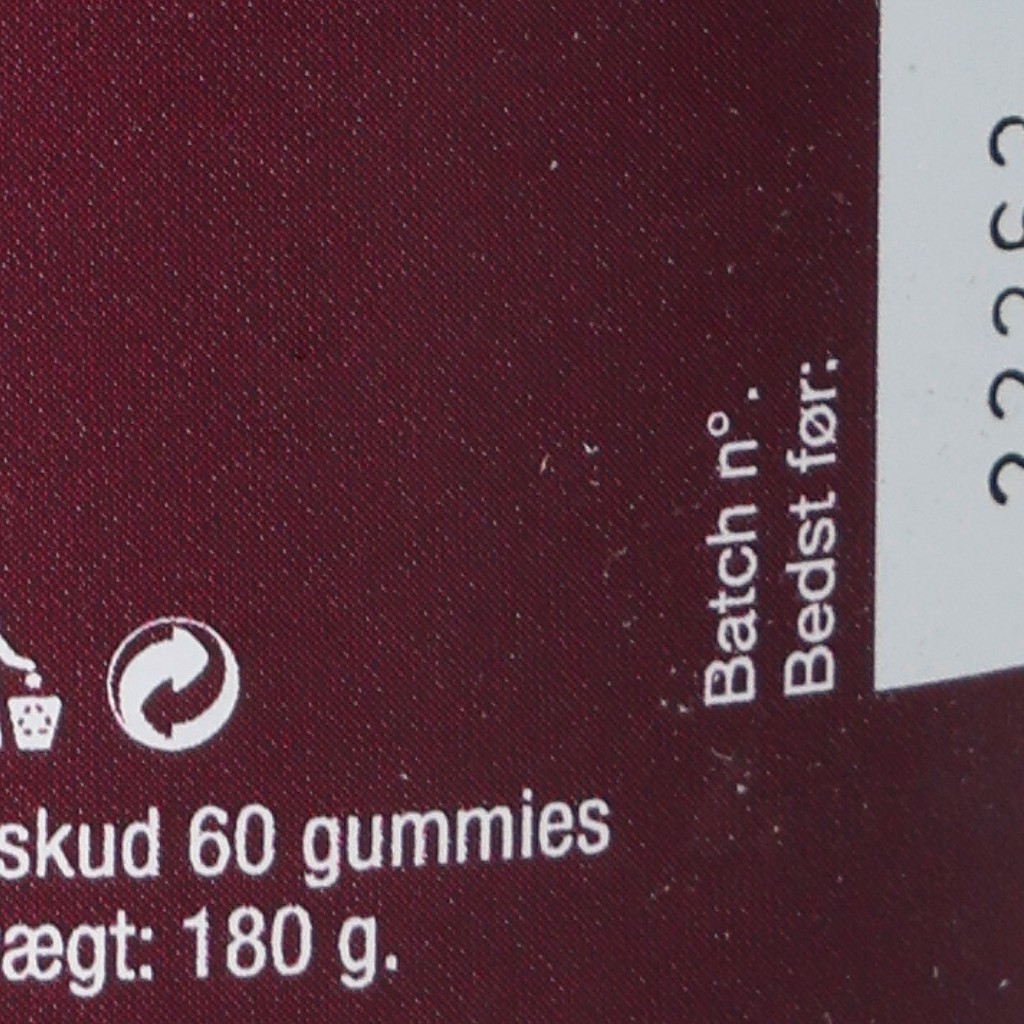 Batch n°.
Bedst før:
skud 60 gummies
ægt: 180 g.